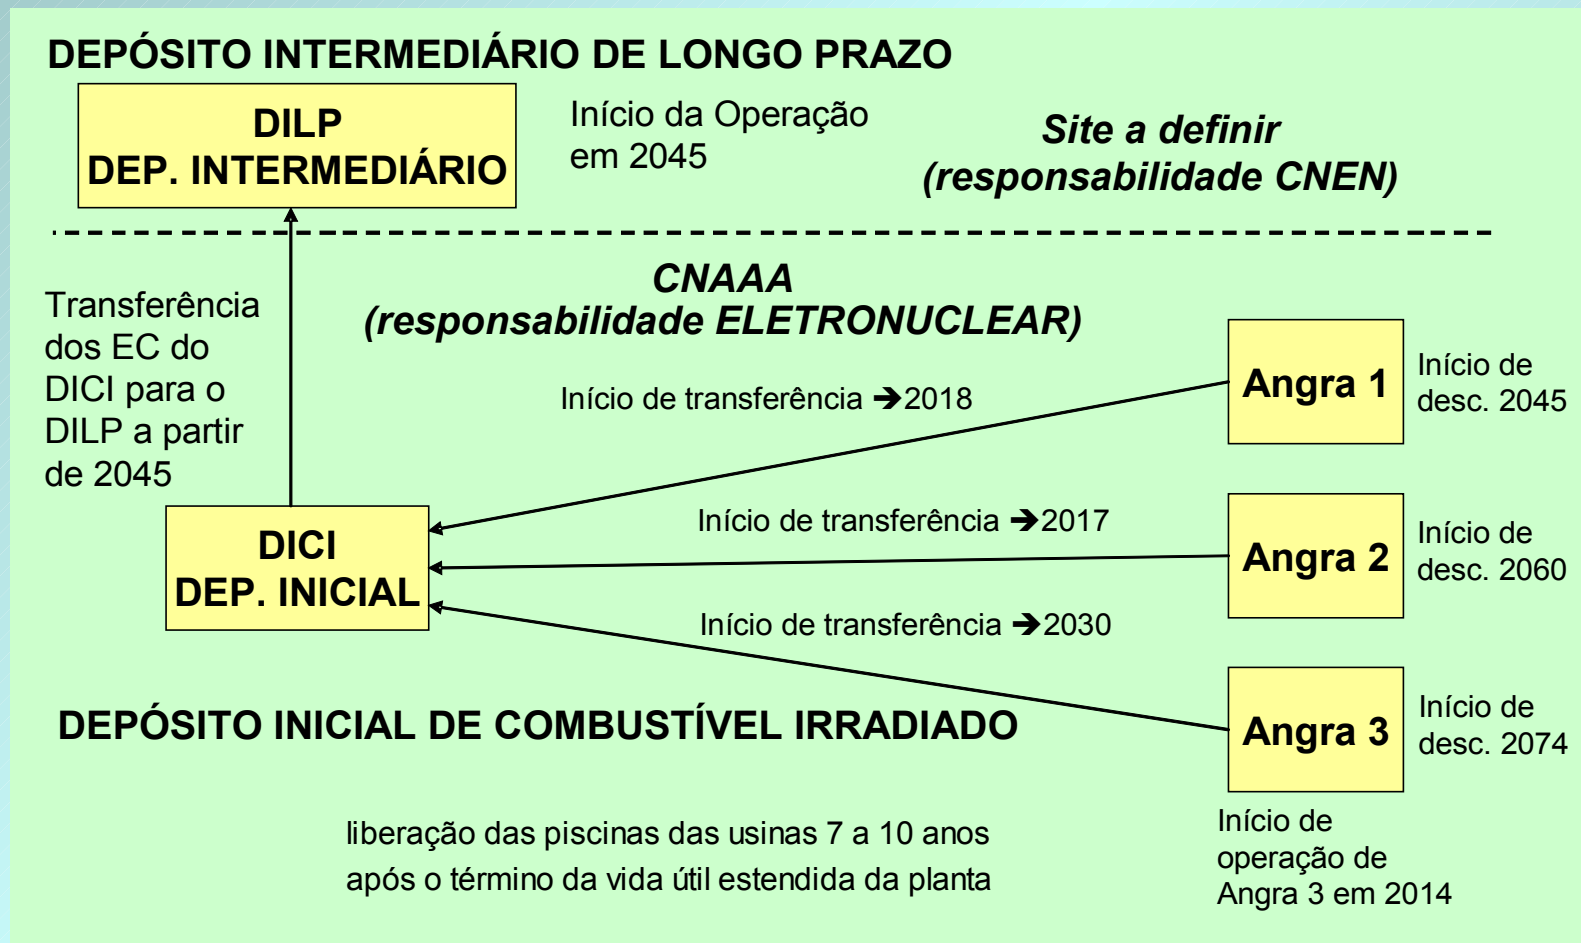 DEPÓSITO INTERMEDIÁRIO DE LONGO PRAZO
DILP
DEP. INTERMEDIÁRIO
Início da Operação
em 2045
Site a definir
(responsabilidade CNEN)
CNAAA
(responsabilidade ELETRONUCLEAR)
Transferência
dos EC do
DICI para o
DILP a partir
de 2045
Início de transferência ➔2018
Angra 1
Início de
desc. 2045
Início de transferência ➔2017
Angra 2
Início de
desc. 2060
DICI
DEP. INICIAL
Início de transferência ➔2030
Angra 3
Início de
desc. 2074
DEPÓSITO INICIAL DE COMBUSTÍVEL IRRADIADO
liberação das piscinas das usinas 7 a 10 anos
após o término da vida útil estendida da planta
Início de
operação de
Angra 3 em 2014